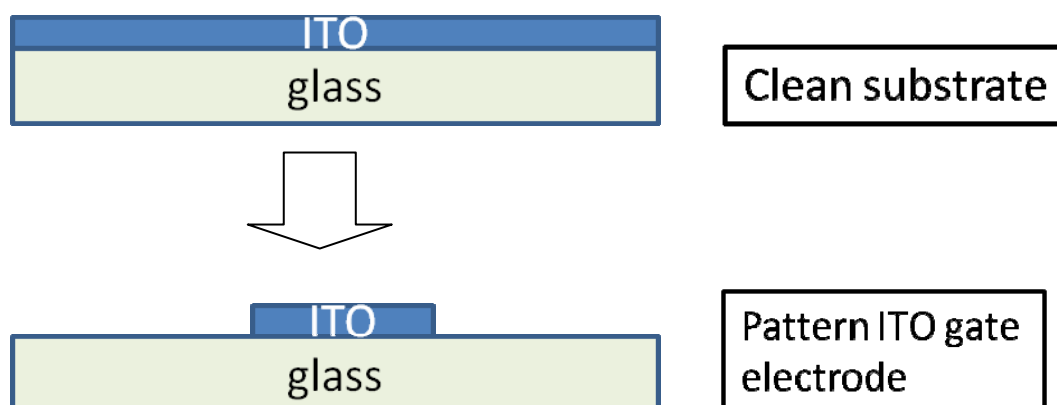 ITO
glass
Clean substrate
ITO
glass
Pattern ITO gate
electrode